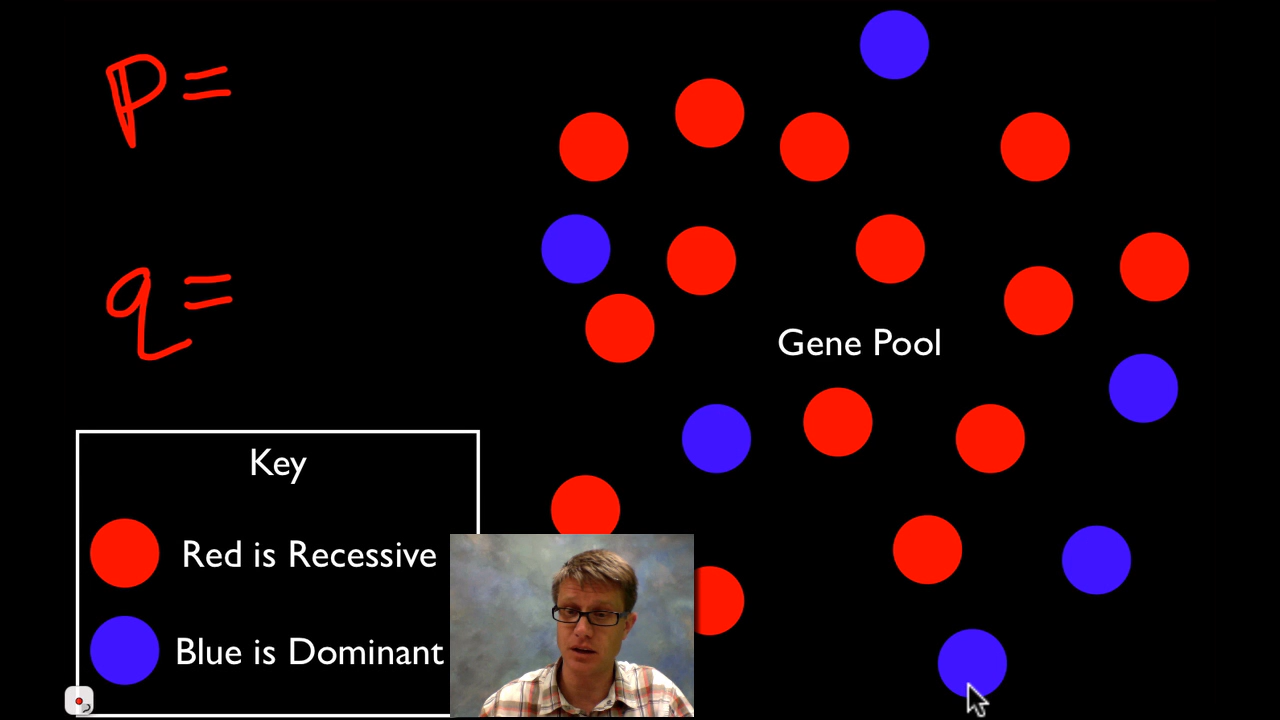 p=
q=
Gene Pool
Key
Red is Recessive
Blue is Dominant